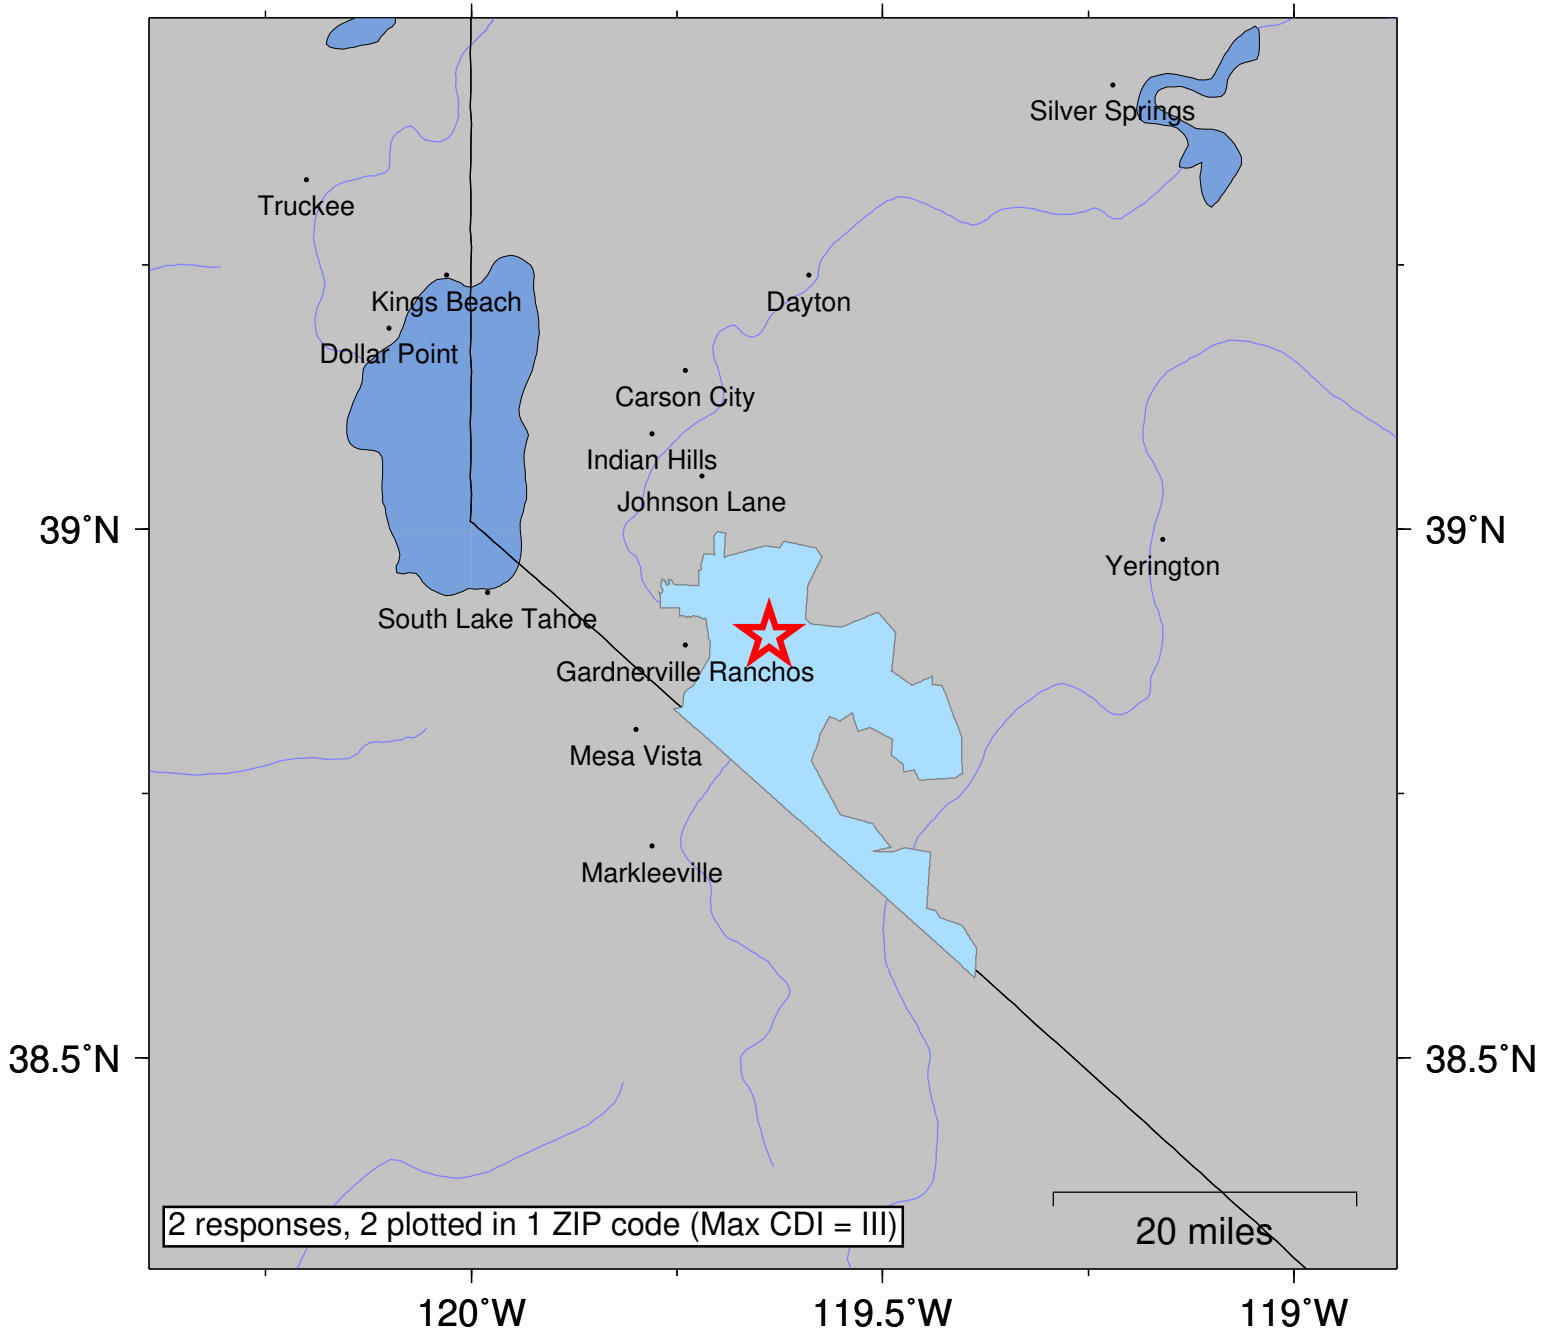 Silver Springs
Truckee
Kings Beach
Dayton
Dollar Point
Carson City
Indian Hills
Johnson Lane
39°N
39°N
Yerington
South Lake Tahoe
Gardnerville Ranchos
Mesa Vista
Markleeville
38.5°N
38.5°N
2 responses, 2 plotted in 1 ZIP code (Max CDI = III)
20 miles
120°W
119.5°W
119°W